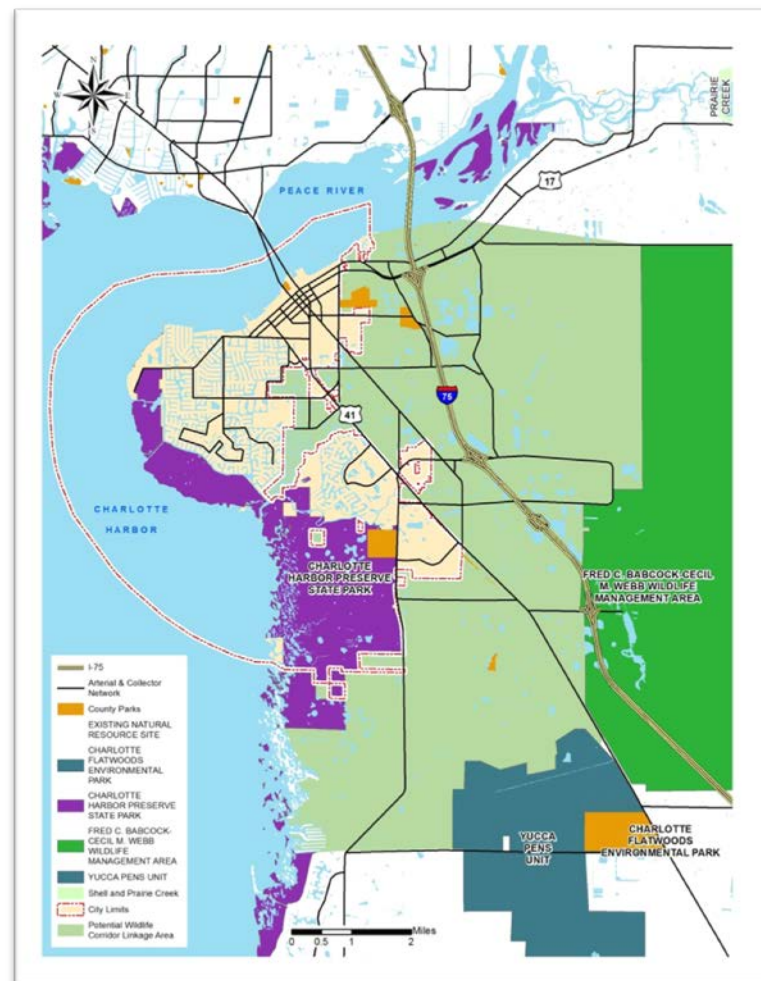 N
W
E
S
PRAIRIE
CREEK
PEACE RIVER
17
75
41
CHARLOTTE
HARBOR
CHARLOTTE
HARBOR PRESERVE
STATE PARK
FRED C. BABCOCK-CECIL
M. WEBB WILDLIFE
MANAGEMENT AREA
YUCCA
PENS
UNIT
CHARLOTTE
FLATWOODS
ENVIRONMENTAL PARK
I-75
Arterial & Collector
Network
County Parks
EXISTING NATURAL
RESOURCE SITE
CHARLOTTE
FLATWOODS
ENVIRONMENTAL
PARK
CHARLOTTE
HARBOR PRESERVE
STATE PARK
FRED C. BABCOCK-
CECIL M. WEBB
WILDLIFE
MANAGEMENT AREA
YUCCA PENS UNIT
Shell and Prairie Creek
City Limits
Potential Wildlife
Corridor Linkage Area
Miles
0 0.5 1 2